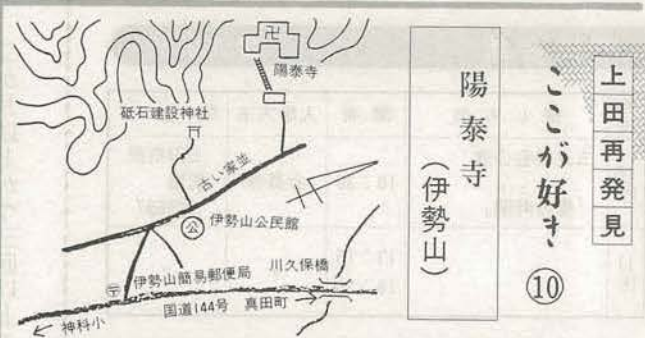 上田再発見
ここが好き
⑩
陽泰寺
(伊勢山)
卍
陽泰寺
砥石建設神社
古い家並
公
伊勢山公民館
伊勢山簡易郵便局
川久保橋
国道144号 真田町
神科小